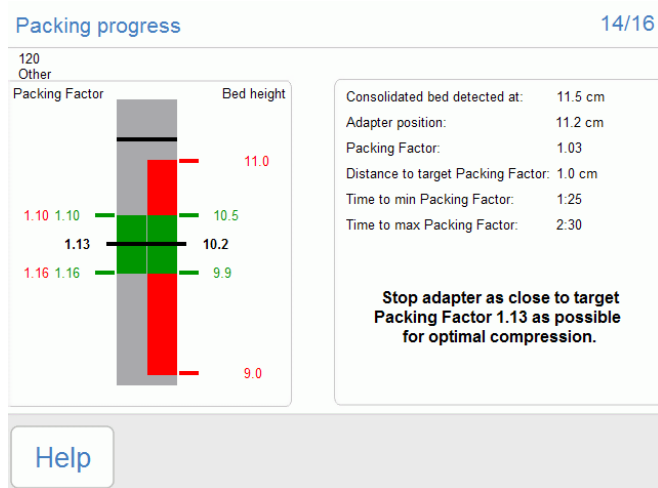 Packing progress
14/16
120
Other
Packing Factor
Bed height
11.0
1.10 1.10
10.5
1.13
10.2
1.16 1.16
9.9
9.0
Consolidated bed detected at: 11.5 cm
Adapter position: 11.2 cm
Packing Factor: 1.03
Distance to target Packing Factor: 1.0 cm
Time to min Packing Factor: 1:25
Time to max Packing Factor: 2:30
Stop adapter as close to target
Packing Factor 1.13 as possible
for optimal compression.
Help